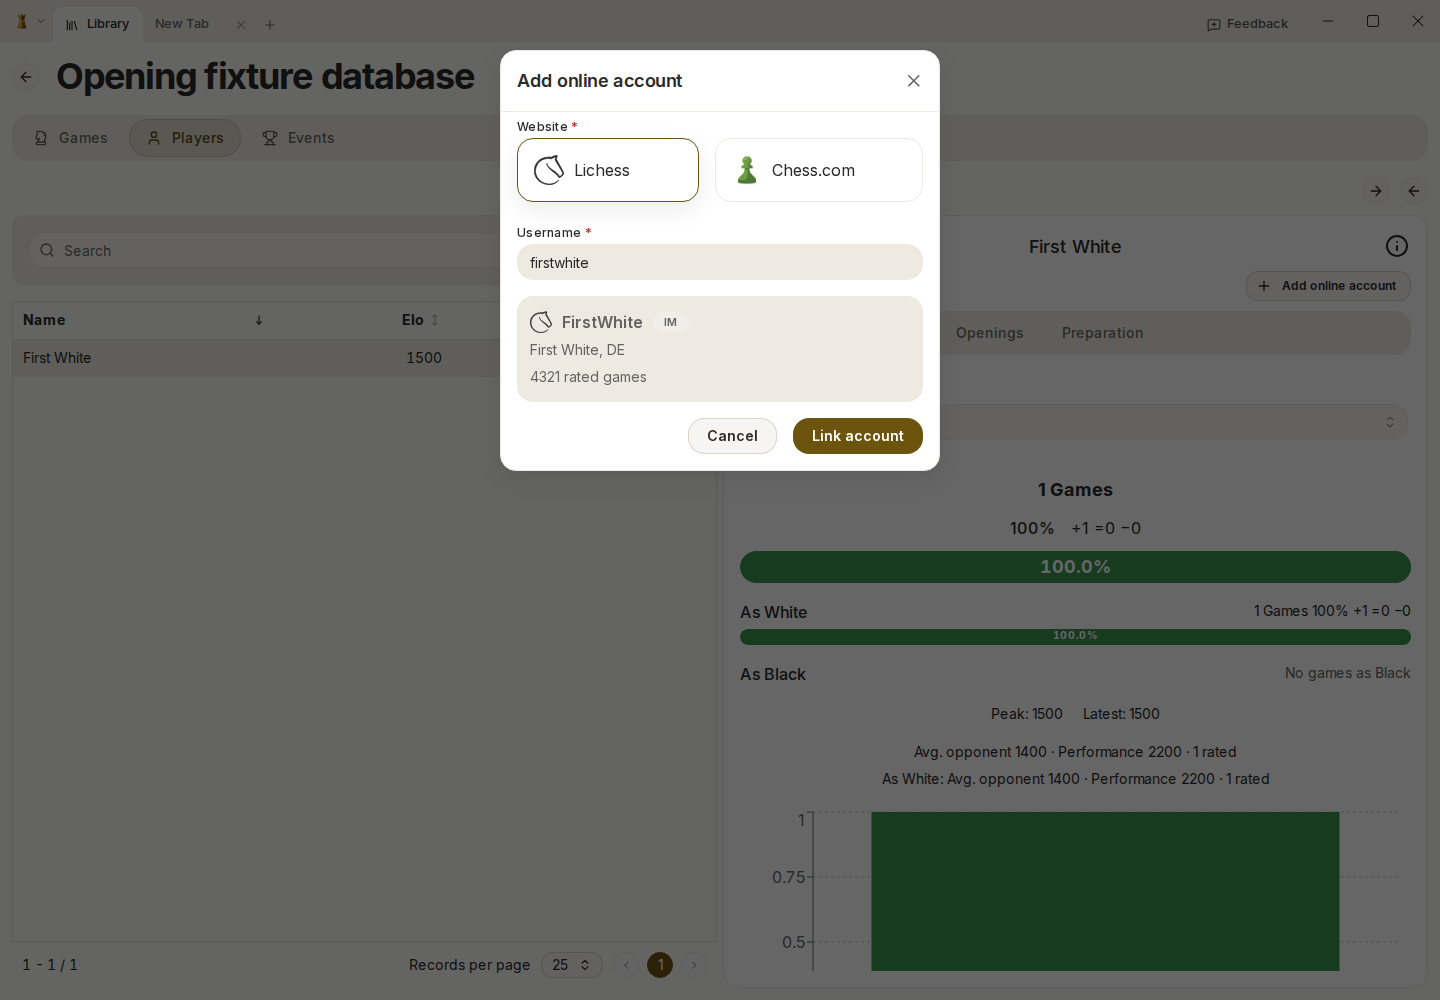 Library
New Tab
Feedback
Opening fixture database
Games
Players
Events
Search
Name
Elo
First White
1500
1 - 1 / 1
Records per page
25
1
Add online account
Website *
Lichess
Chess.com
Username *
firstwhite
FirstWhite
IM
First White, DE
4321 rated games
Cancel
Link account
First White
Add online account
Openings
Preparation
1 Games
100% +1 =0 −0
100.0%
As White
1 Games 100% +1 =0 −0
100.0%
As Black
No games as Black
Peak: 1500 Latest: 1500
Avg. opponent 1400 · Performance 2200 · 1 rated
As White: Avg. opponent 1400 · Performance 2200 · 1 rated
1
0.75
0.5